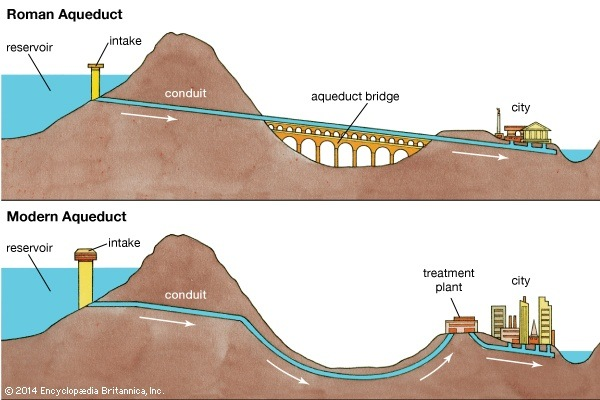 Roman Aqueduct
reservoir
intake
conduit
aqueduct bridge
city
Modern Aqueduct
reservoir
intake
conduit
treatment
plant
city
© 2014 Encyclopædia Britannica, Inc.